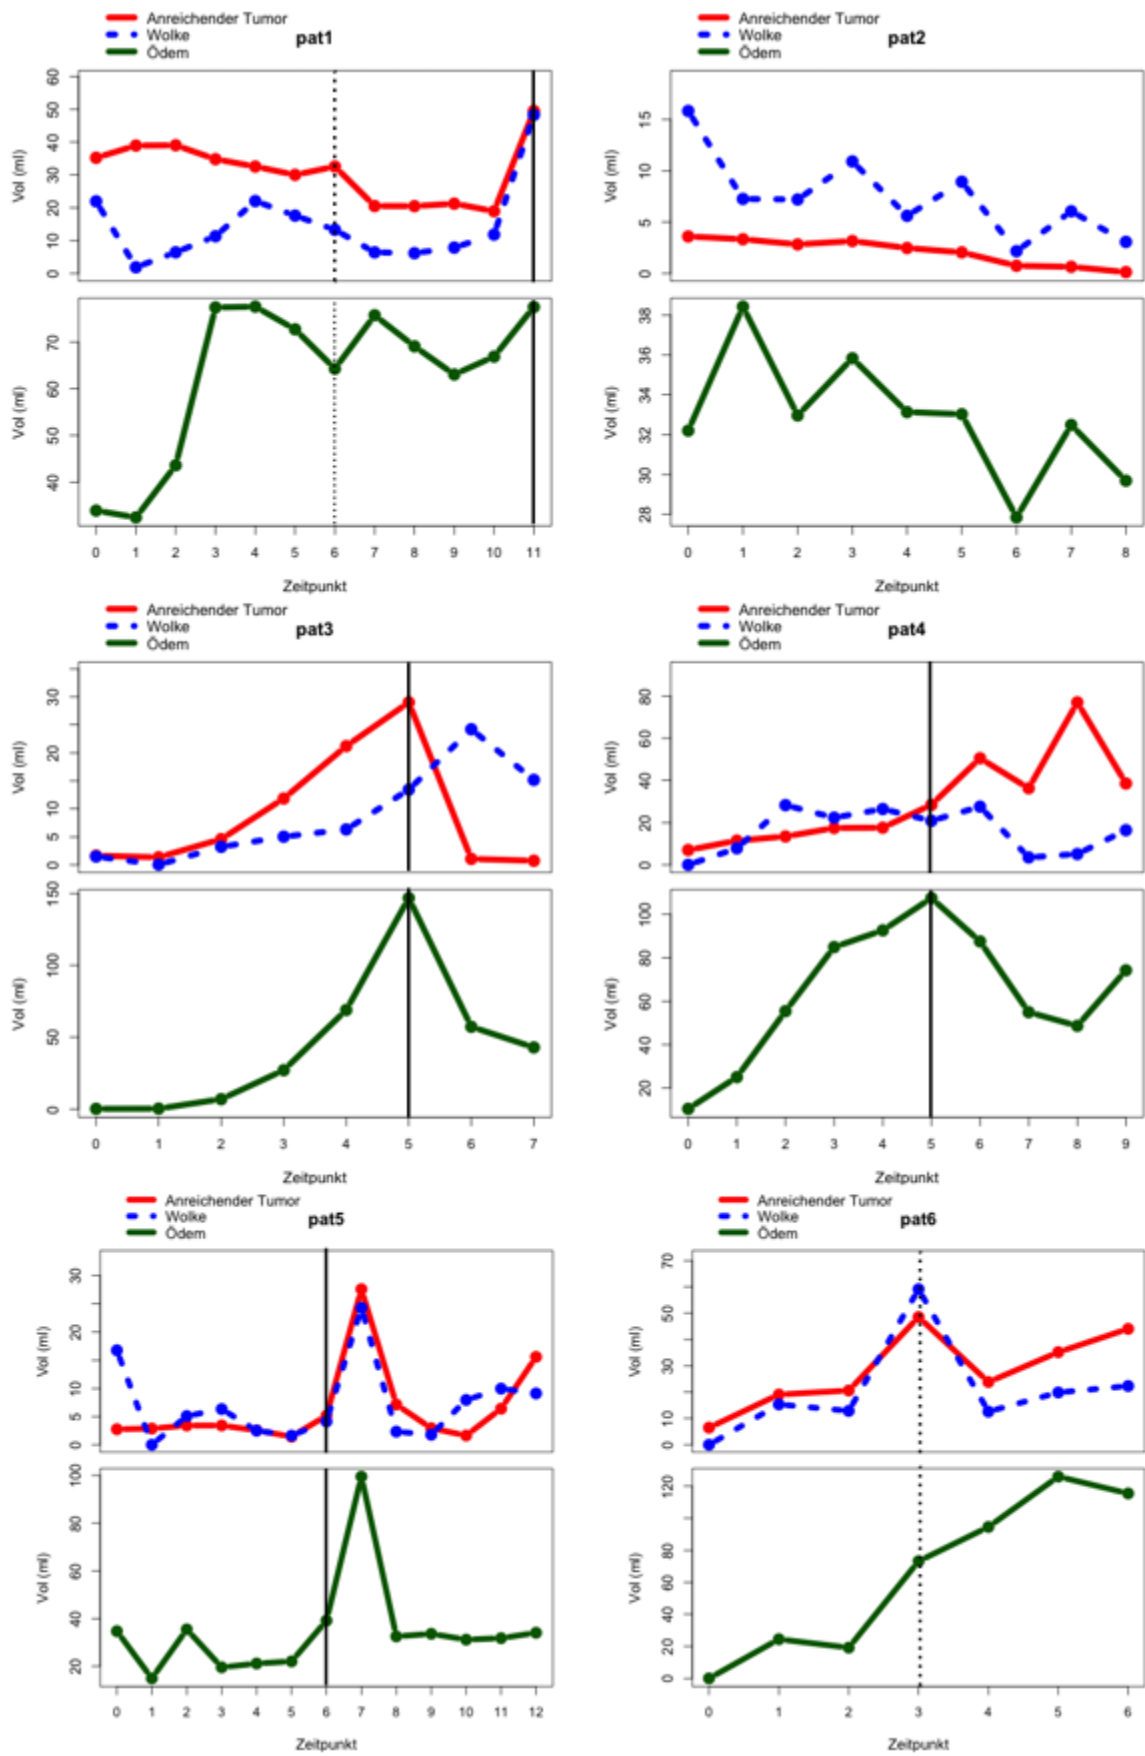 Anreichender Tumor
Wolke
Ödem
pat1
Vol (ml)
60
50
40
30
20
10
0
Vol (ml)
70
60
50
40
0 1 2 3 4 5 6 7 8 9 10 11
Zeitpunkt
Anreichender Tumor
Wolke
Ödem
pat2
Vol (ml)
15
10
5
0
Vol (ml)
38
36
34
32
30
28
0 1 2 3 4 5 6 7 8
Zeitpunkt
Anreichender Tumor
Wolke
Ödem
pat3
Vol (ml)
30
20
10
5
0
Vol (ml)
150
100
50
0
0 1 2 3 4 5 6 7
Zeitpunkt
Anreichender Tumor
Wolke
Ödem
pat4
Vol (ml)
80
60
40
20
0
Vol (ml)
100
80
60
40
20
0 1 2 3 4 5 6 7 8 9
Zeitpunkt
Anreichender Tumor
Wolke
Ödem
pat5
Vol (ml)
30
20
10
5
0
Vol (ml)
100
80
60
40
20
0 1 2 3 4 5 6 7 8 9 10 11 12
Zeitpunkt
Anreichender Tumor
Wolke
Ödem
pat6
Vol (ml)
70
50
30
10
0
Vol (ml)
120
80
60
40
20
0
0 1 2 3 4 5 6
Zeitpunkt